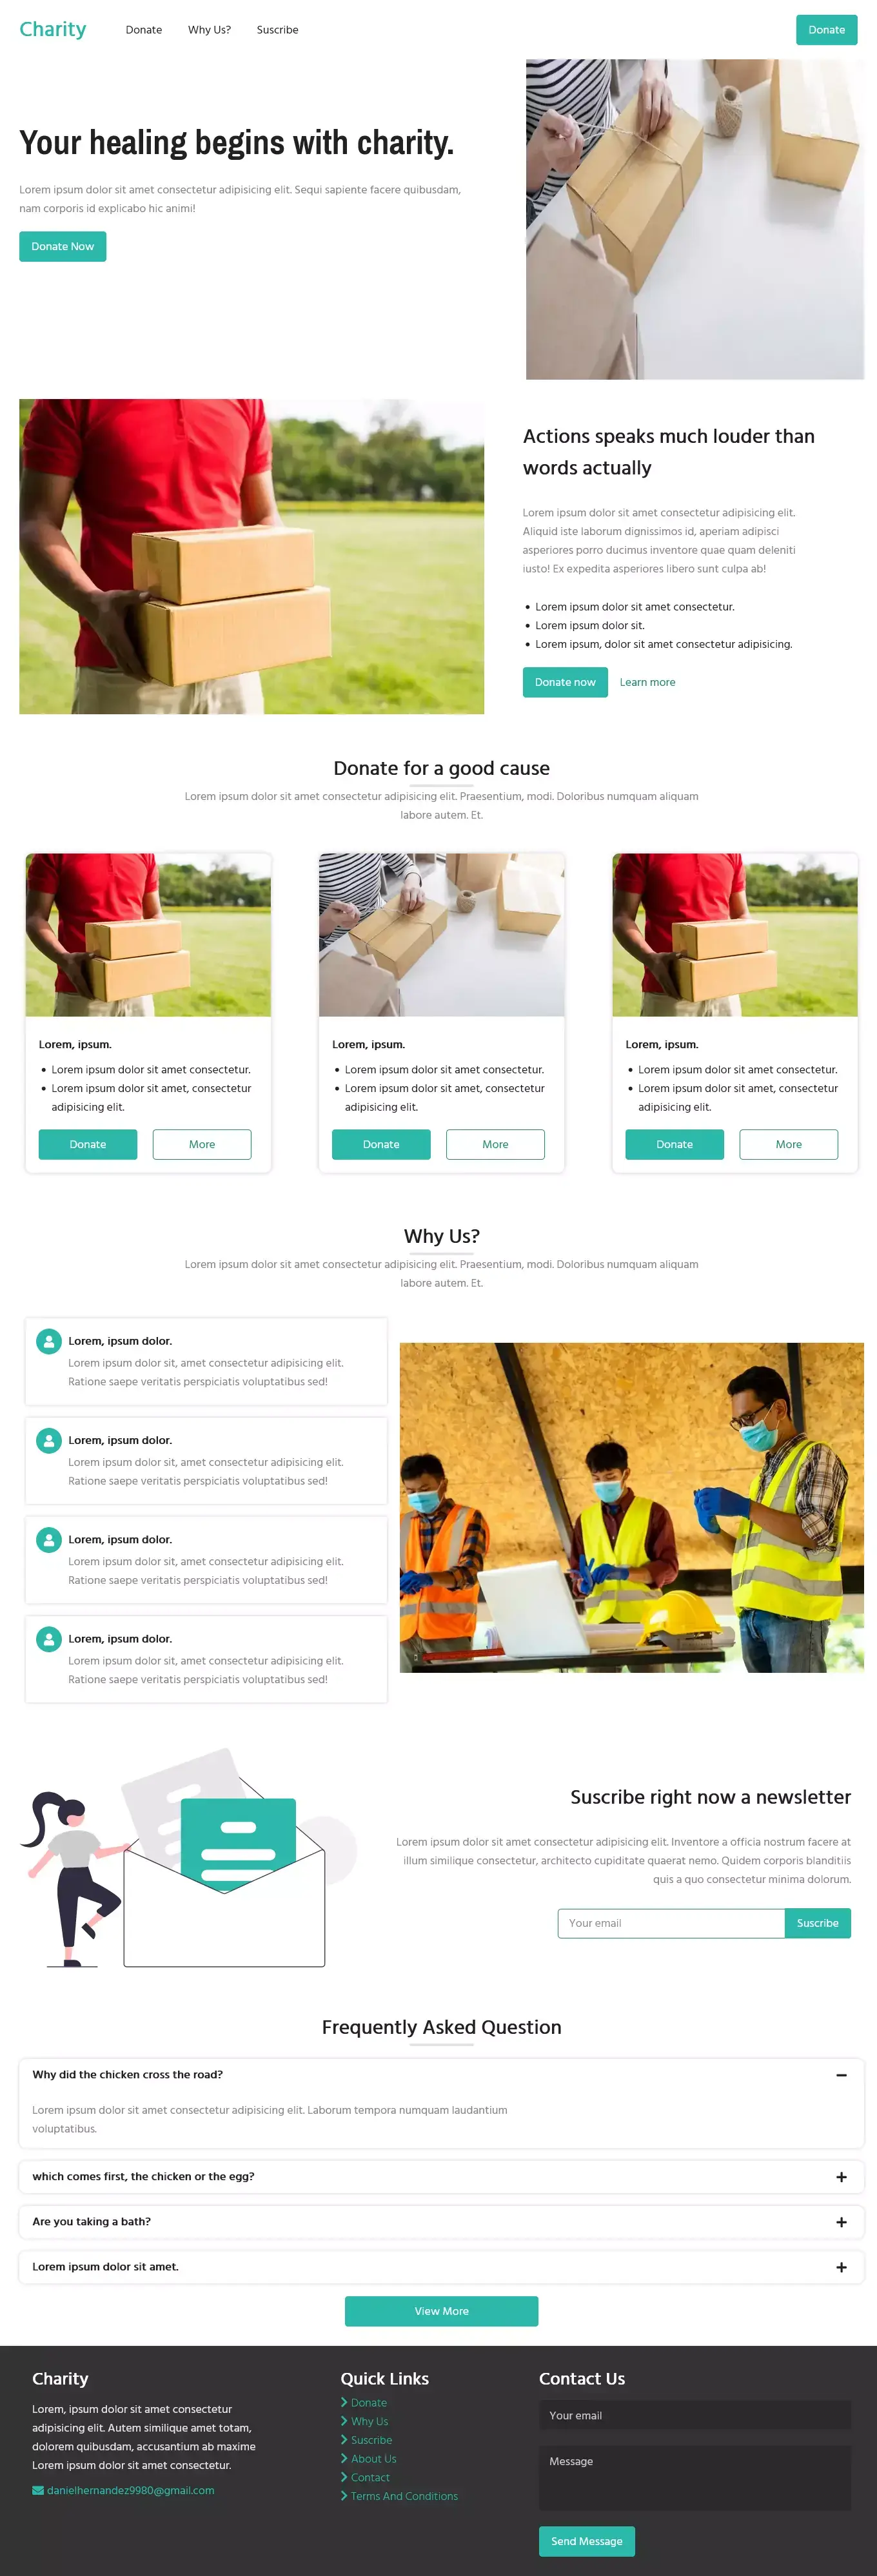 Charity
Donate
Why Us?
Suscribe
Donate
Your healing begins with charity.
Lorem ipsum dolor sit amet consectetur adipisicing elit. Sequi sapiente facere quibusdam,
nam corporis id explicabo hic animi!
Donate Now
Actions speaks much louder than
words actually
Lorem ipsum dolor sit amet consectetur adipisicing elit.
Aliquid iste laborum dignissimos id, aperiam adipisci
asperiores porro ducimus inventore quae quam deleniti
iusto! Ex expedita asperiores libero sunt culpa ab!
Lorem ipsum dolor sit amet consectetur.
Lorem ipsum dolor sit.
Lorem ipsum, dolor sit amet consectetur adipisicing.
Donate now
Learn more
Donate for a good cause
Lorem ipsum dolor sit amet consectetur adipisicing elit. Praesentium, modi. Doloribus numquam aliquam
labore autem. Et.
Lorem, ipsum.
Lorem ipsum dolor sit amet consectetur.
Lorem ipsum dolor sit amet, consectetur
adipisicing elit.
Donate
More
Lorem, ipsum.
Lorem ipsum dolor sit amet consectetur.
Lorem ipsum dolor sit amet, consectetur
adipisicing elit.
Donate
More
Lorem, ipsum.
Lorem ipsum dolor sit amet consectetur.
Lorem ipsum dolor sit amet, consectetur
adipisicing elit.
Donate
More
Why Us?
Lorem ipsum dolor sit amet consectetur adipisicing elit. Praesentium, modi. Doloribus numquam aliquam
labore autem. Et.
Lorem, ipsum dolor.
Lorem ipsum dolor sit, amet consectetur adipisicing elit.
Ratione saepe veritatis perspiciatis voluptatibus sed!
Lorem, ipsum dolor.
Lorem ipsum dolor sit, amet consectetur adipisicing elit.
Ratione saepe veritatis perspiciatis voluptatibus sed!
Lorem, ipsum dolor.
Lorem ipsum dolor sit, amet consectetur adipisicing elit.
Ratione saepe veritatis perspiciatis voluptatibus sed!
Lorem, ipsum dolor.
Lorem ipsum dolor sit, amet consectetur adipisicing elit.
Ratione saepe veritatis perspiciatis voluptatibus sed!
Suscribe right now a newsletter
Lorem ipsum dolor sit amet consectetur adipisicing elit. Inventore a officia nostrum facere at
illum similique consectetur, architecto cupiditate quaerat nemo. Quidem corporis blanditiis
quis a quo consectetur minima dolorum.
Your email
Suscribe
Frequently Asked Question
Why did the chicken cross the road?
Lorem ipsum dolor sit amet consectetur adipisicing elit. Laborum tempora numquam laudantium
voluptatibus.
which comes first, the chicken or the egg?
Are you taking a bath?
Lorem ipsum dolor sit amet.
View More
Charity
Lorem, ipsum dolor sit amet consectetur
adipisicing elit. Autem similique amet totam,
dolorem quibusdam, accusantium ab maxime
Lorem ipsum dolor sit amet consectetur.
danielhernandez9980@gmail.com
Quick Links
Donate
Why Us
Suscribe
About Us
Contact
Terms And Conditions
Contact Us
Your email
Message
Send Message